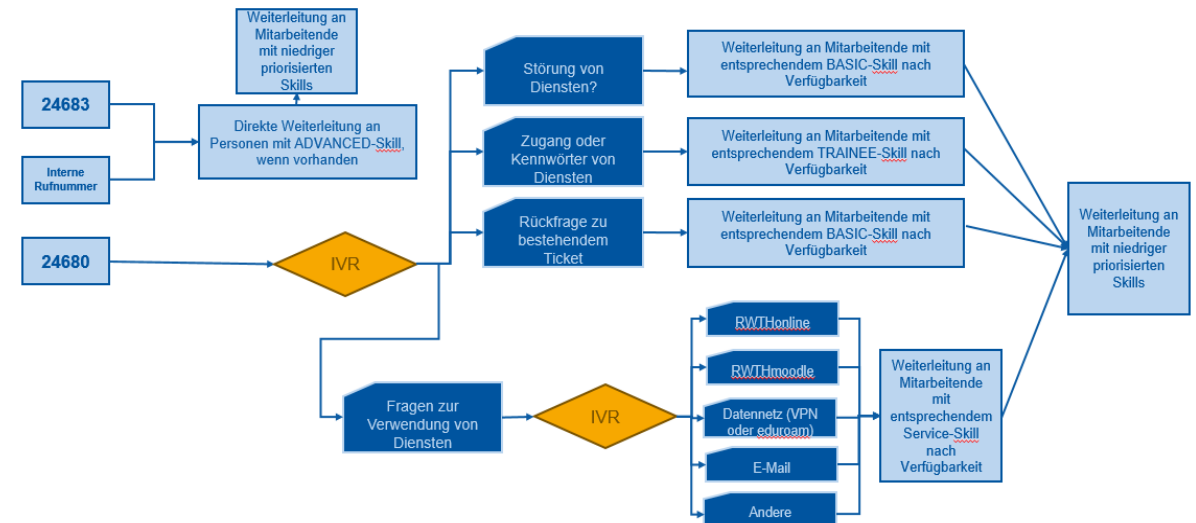 Weiterleitung an
Mitarbeitende
mit niedriger
priorisierten
Skills
24683
Direkte Weiterleitung an
Personen mit ADVANCED-Skill,
wenn vorhanden
Interne
Rufnummer
24680
IVR
Störung von
Diensten?
Weiterleitung an Mitarbeitende mit
entsprechendem BASIC-Skill nach
Verfügbarkeit
Zugang oder
Kennwörter von
Diensten
Weiterleitung an Mitarbeitende mit
entsprechendem TRAINEE-Skill nach
Verfügbarkeit
Rückfrage zu
bestehendem
Ticket
Weiterleitung an Mitarbeitende mit
entsprechendem BASIC-Skill nach
Verfügbarkeit
Weiterleitung an
Mitarbeitende
mit niedriger
priorisierten
Skills
Fragen zur
Verwendung von
Diensten
IVR
RWTHonline
RWTHmoodle
Datennetz (VPN
oder eduroam)
E-Mail
Andere
Weiterleitung an
Mitarbeitende
mit
entsprechendem
Service-Skill
nach
Verfügbarkeit